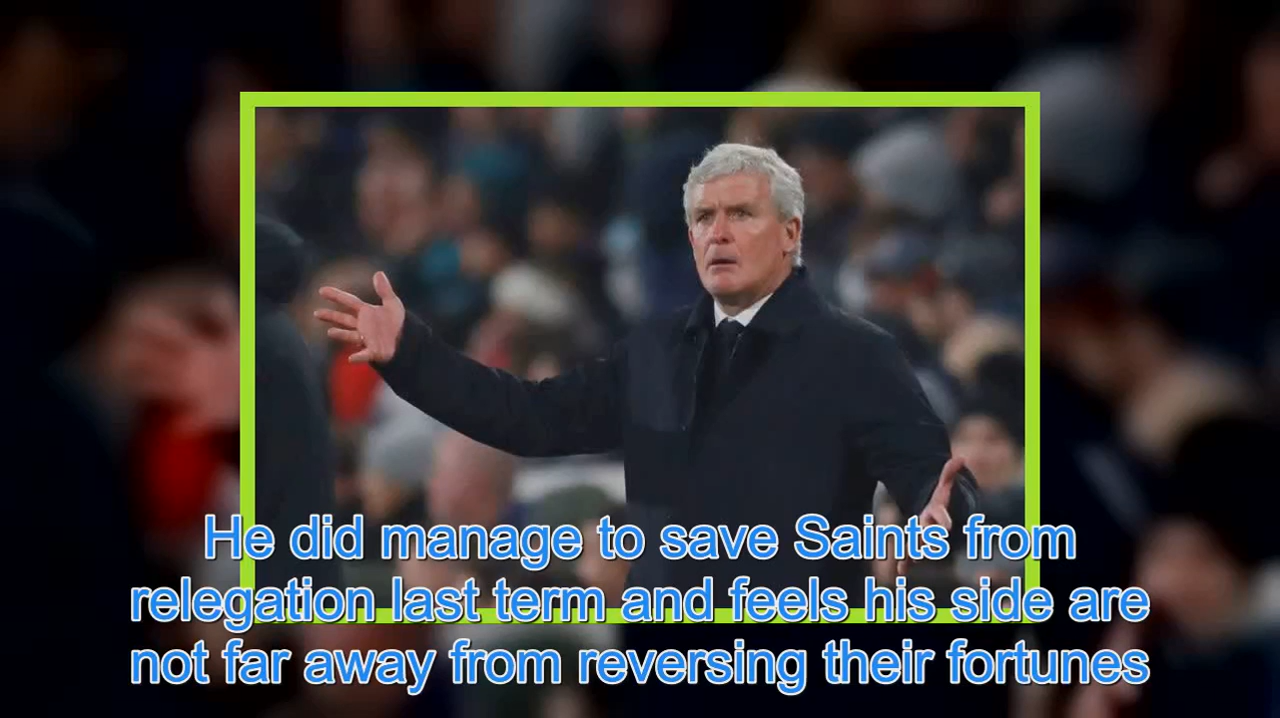 He did manage to save Saints from
relegation last term and feels his side are
not far away from reversing their fortunes